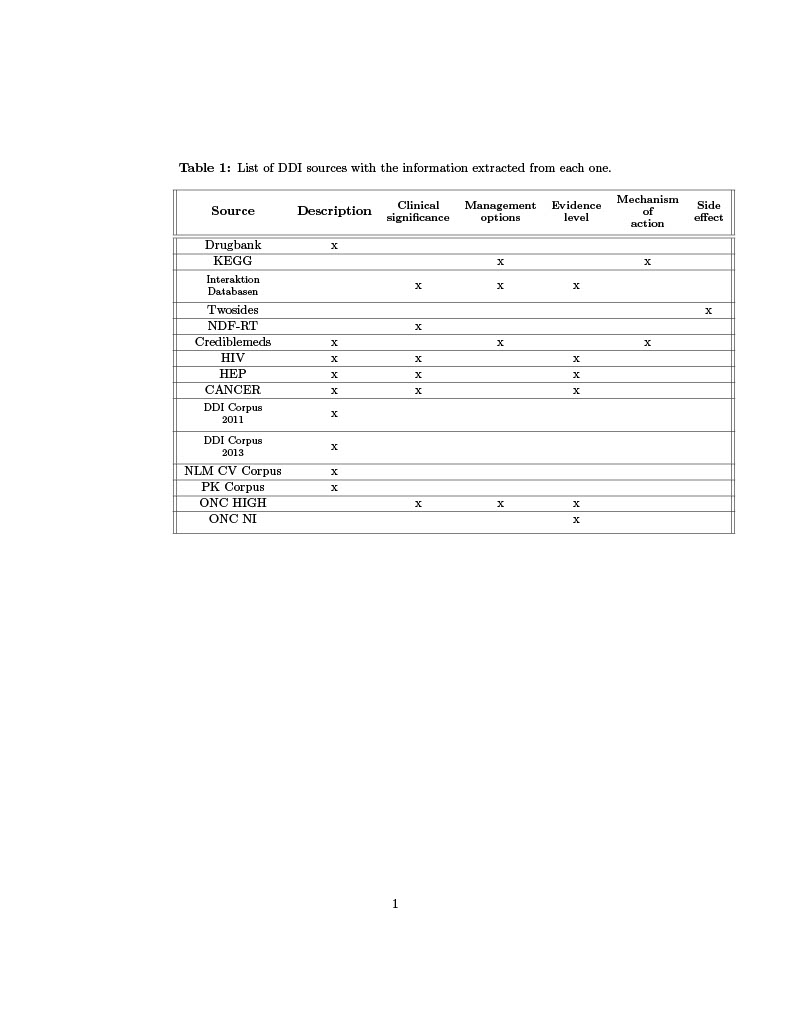 Table 1: List of DDI sources with the information extracted from each one.
Source Description Clinical significance Management options Evidence level Mechanism of action Side effect
Drugbank x
KEGG x x
Interaktion Databasen x x x
Twosides x
NDF-RT x
Crediblemeds x x x
HIV x x x
HEP x x x
CANCER x x x
DDI Corpus 2011 x
DDI Corpus 2013 x
NLM CV Corpus x
PK Corpus x
ONC HIGH x x x
ONC NI x
1